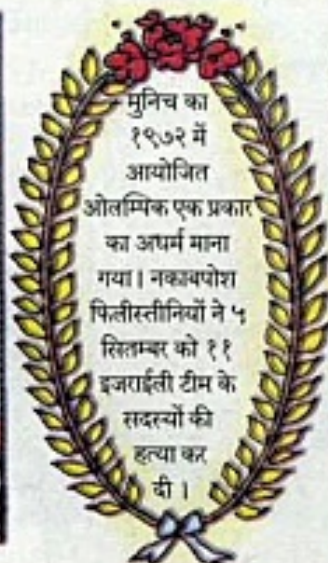 मुनिच का
१९७२ में
आयोजित
ओलम्पिक एक प्रकार
का अधर्म माना
गया। नकाबपोश
फिलीस्तीनियों ने ५
सितम्बर को ११
इजराईली टीम के
सदस्यों की
हत्या कर
दी।